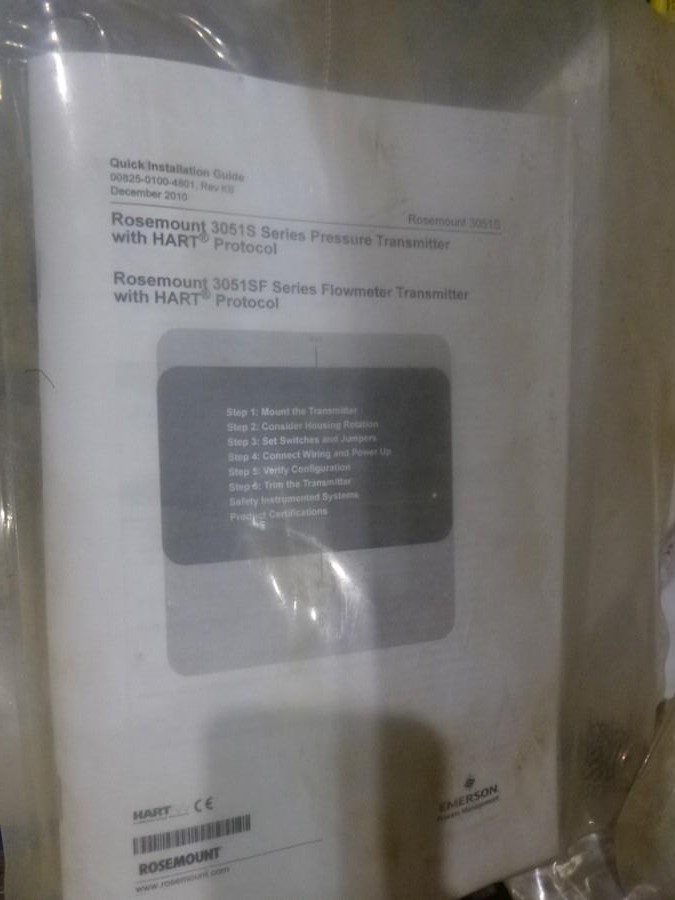 Quick Installation Guide
00825-0100-4801, Rev KB
December 2010
Rosemount 3051S
Rosemount 3051S Series Pressure Transmitter
with HART® Protocol
Rosemount 3051SF Series Flowmeter Transmitter
with HART® Protocol
Step 1: Mount the Transmitter
Step 2: Consider Housing Rotation
Step 3: Set Switches and Jumpers
Step 4: Connect Wiring and Power Up
Step 5: Verify Configuration
Step 6: Trim the Transmitter
Safety Instrumented Systems
Product Certifications
HART CE
ROSEMOUNT
www.rosemount.com
EMERSON
Process Management